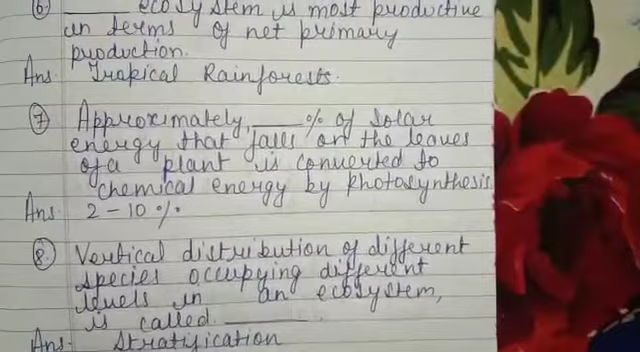 6) ______ ecosystem is most productive
in terms of net primary
production.
Ans Tropical Rainforests.
7) Approximately, ____ % of solar
energy that falls on the leaves
of a plant is converted to
chemical energy by photosynthesis.
Ans. 2-10%.
8.) Vertical distribution of different
species occupying different
levels in an ecosystem,
is called ________.
Ans. Stratification